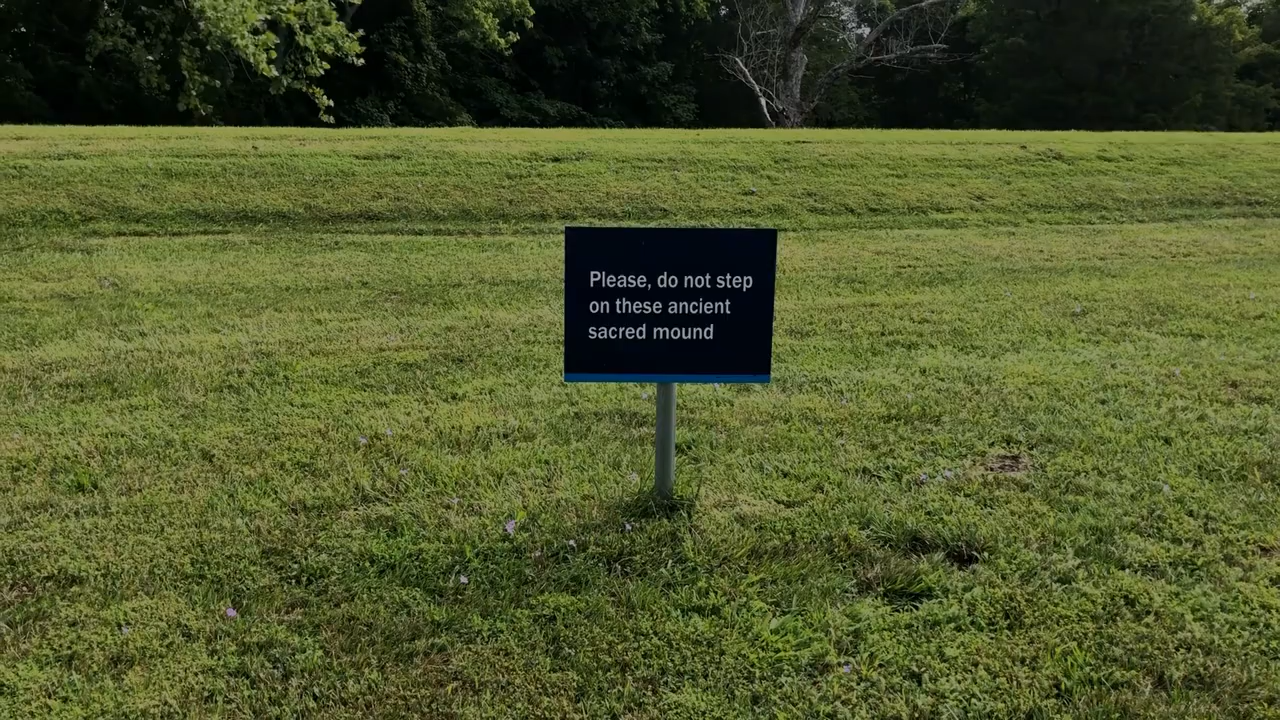 Please, do not step
on these ancient
sacred mound